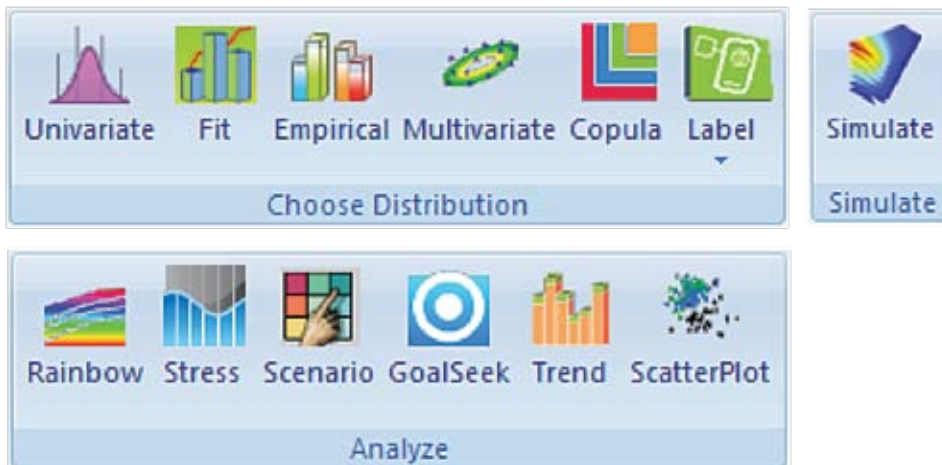 Univariate Fit Empirical Multivariate Copula Label
Choose Distribution
Simulate
Simulate
Rainbow Stress Scenario GoalSeek Trend ScatterPlot
Analyze